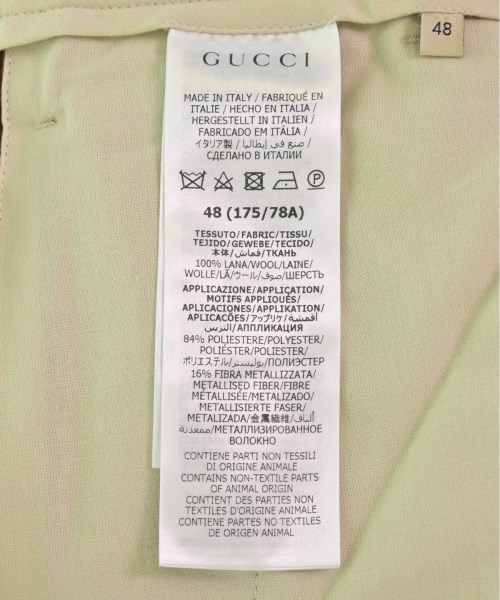 GUCCI
48
MADE IN ITALY / FABRIQUÉ EN
ITALIE / HECHO EN ITALIA /
HERGESTELLT IN ITALIEN /
FABRICADO EM ITÁLIA /
イタリア製 / صنع في إيطاليا /
СДЕЛАНО В ИТАЛИИ
48 (175/78A)
TESSUTO/FABRIC/TISSU/
TEJIDO/GEWEBE/TECIDO/
本体/قماش/ТКАНЬ
100% LANA/WOOL/LAINE/
WOLLE/LÃ/ウール/صوف/ШЕРСТЬ
APPLICAZIONE/APPLICATION/
MOTIFS APPLIQUÉS/
APLICACIONES/APPLIKATION/
APLICACÕES/アップリケ/أقمشة
التزيين/АППЛИКАЦИЯ
84% POLIESTERE/POLYESTER/
POLIÉSTER/POLYESTER/
ポリエステル/بوليستر/ПОЛИЭСТЕР
16% FIBRA METALLIZZATA/
METALLISED FIBER/FIBRE
MÉTALLISÉE/METALIZADO/
METALLISIERTE FASER/
METALIZADA/金属繊維/ألياف
معدنية/МЕТАЛЛИЗИРОВАННОЕ
ВОЛОКНО
CONTIENE PARTI NON TESSILI
DI ORIGINE ANIMALE
CONTAINS NON-TEXTILE PARTS
OF ANIMAL ORIGIN
CONTIENT DES PARTIES NON
TEXTILES D'ORIGINE ANIMALE
CONTIENE PARTES NO TEXTILES
DE ORIGEN ANIMAL